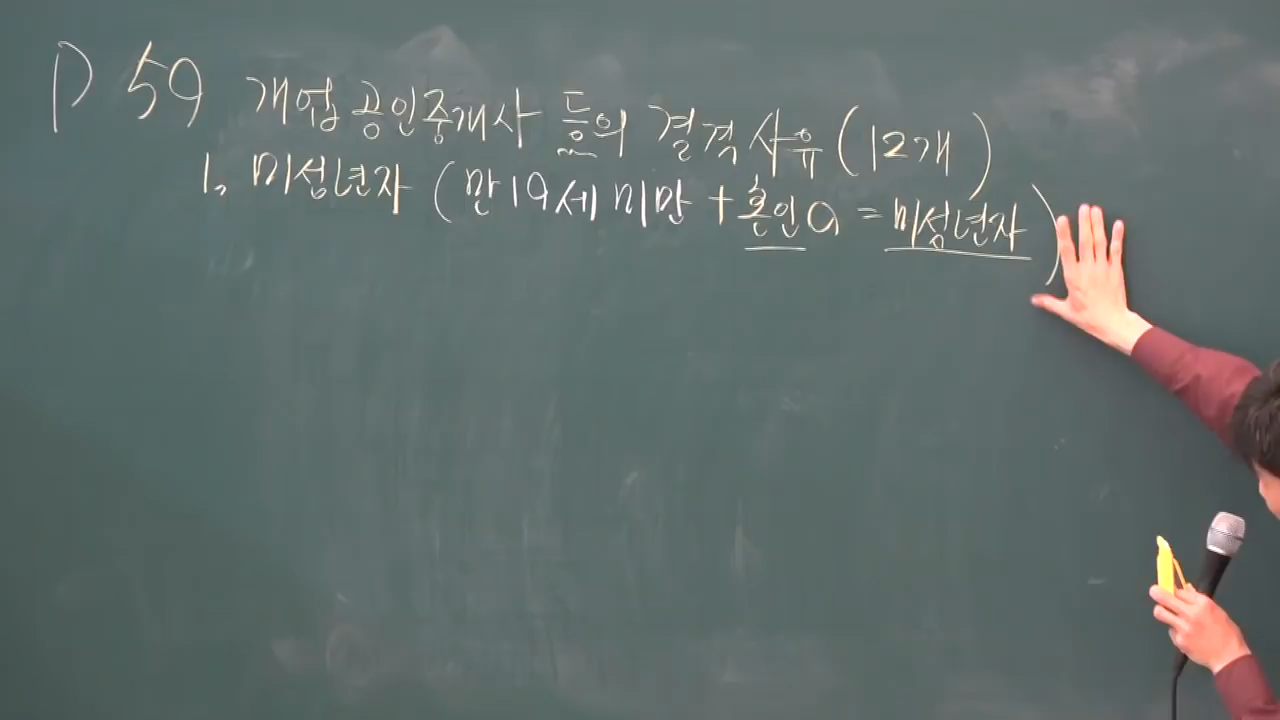 P 59 개업공인중개사 등의 결격사유(12개)
1. 미성년자 (만19세 미만 + 혼인a = 미성년자)